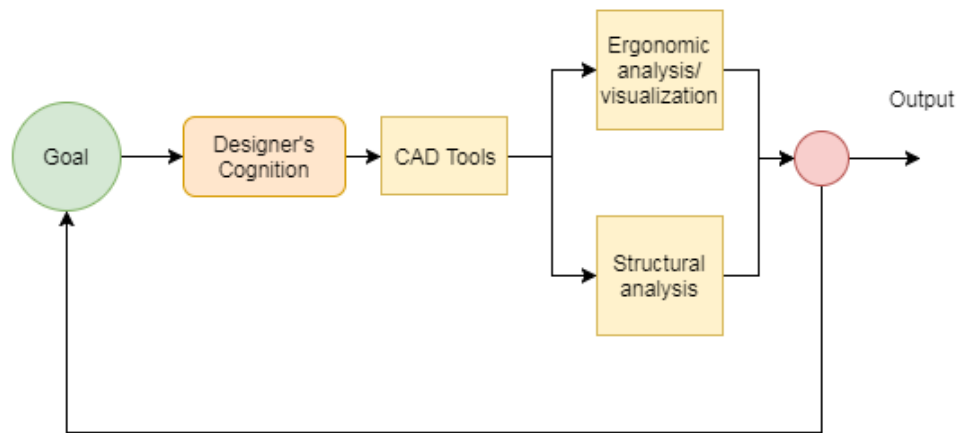 Goal
Designer's
Cognition
CAD Tools
Ergonomic
analysis/
visualization
Structural
analysis
Output